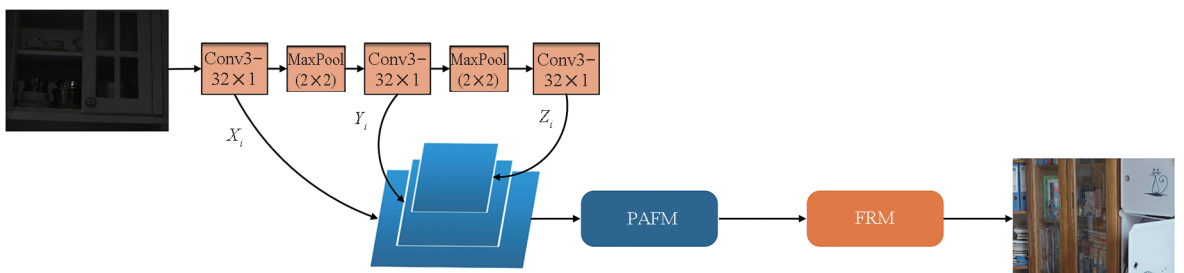 Conv3-
32×1
MaxPool
(2×2)
Conv3-
32×1
MaxPool
(2×2)
Conv3-
32×1
X_i
Y_i
Z_i
PAFM
FRM